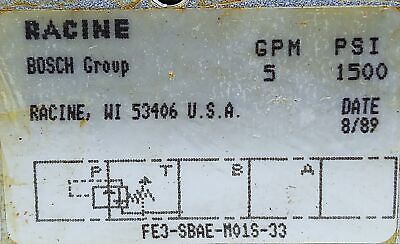 RACINE
BOSCH Group
GPM PSI
5 1500
RACINE, WI 53406 U.S.A.
DATE
8/89
P T B A
FE3-SBAE-M01S-33